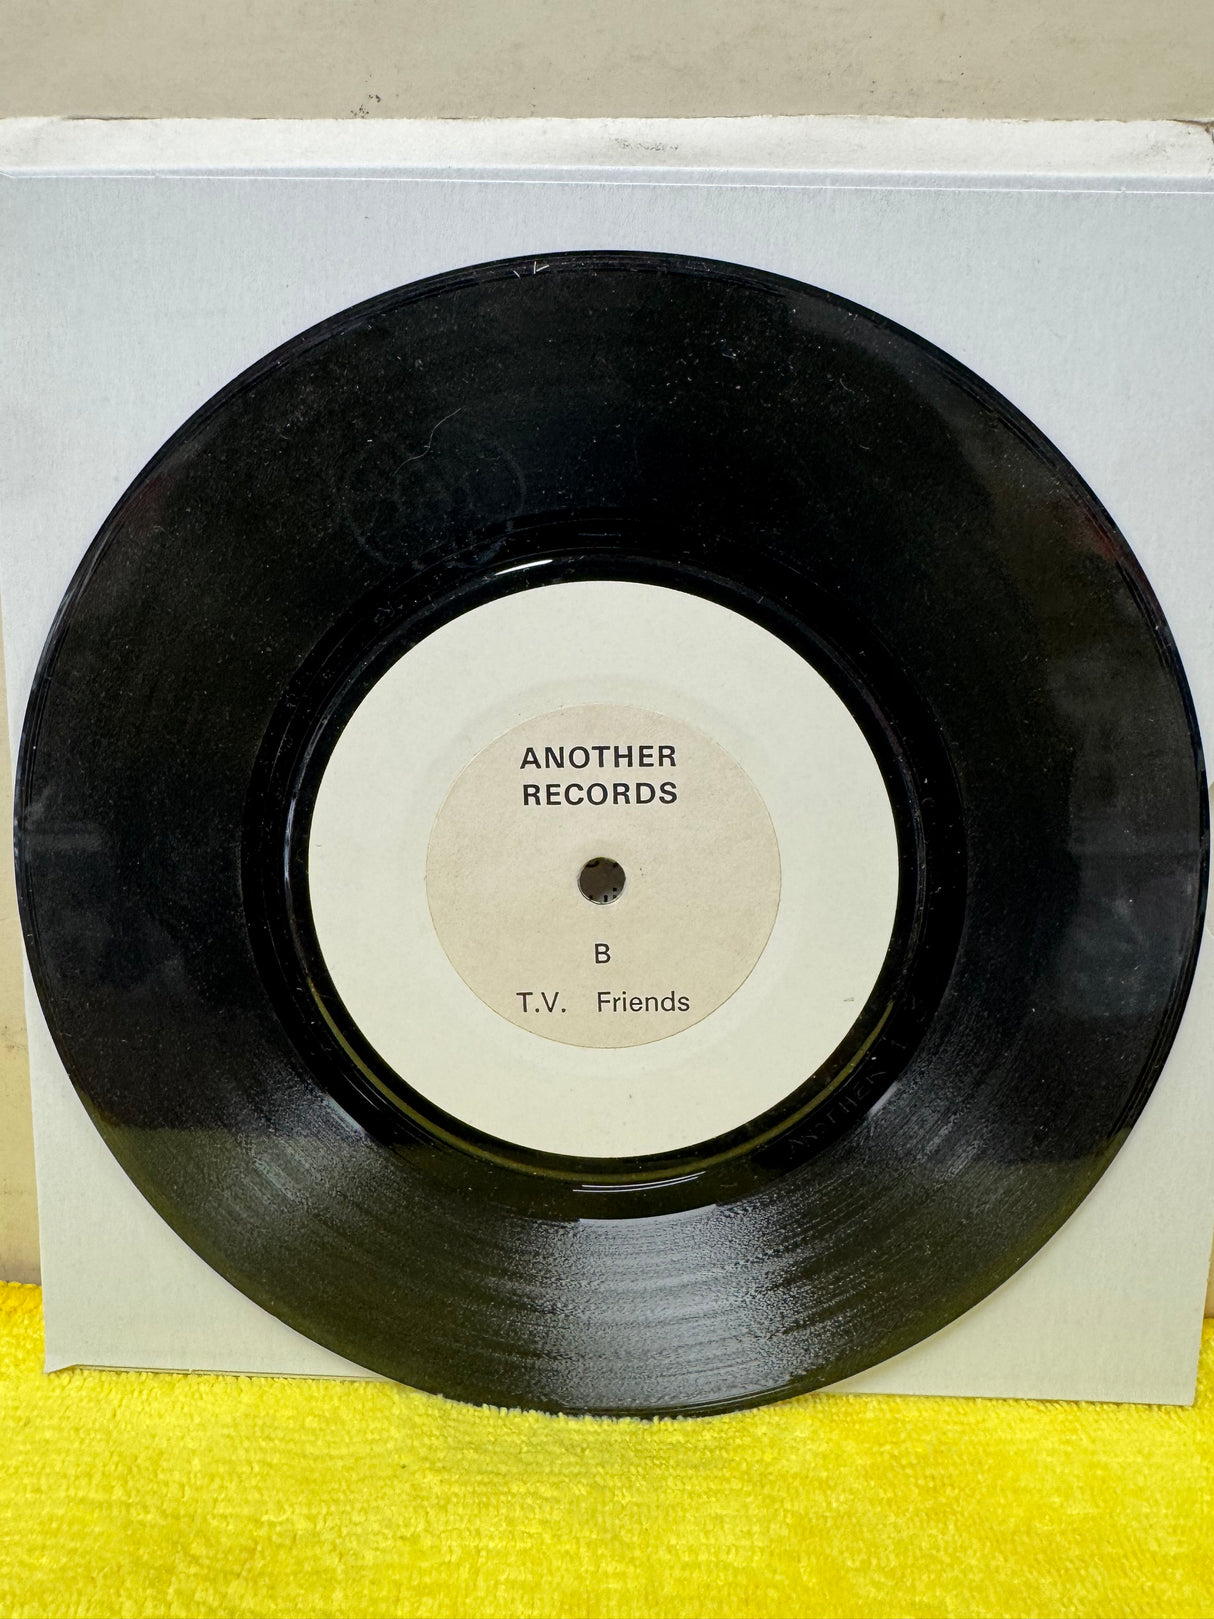 ANOTHER
RECORDS
B
T.V. Friends